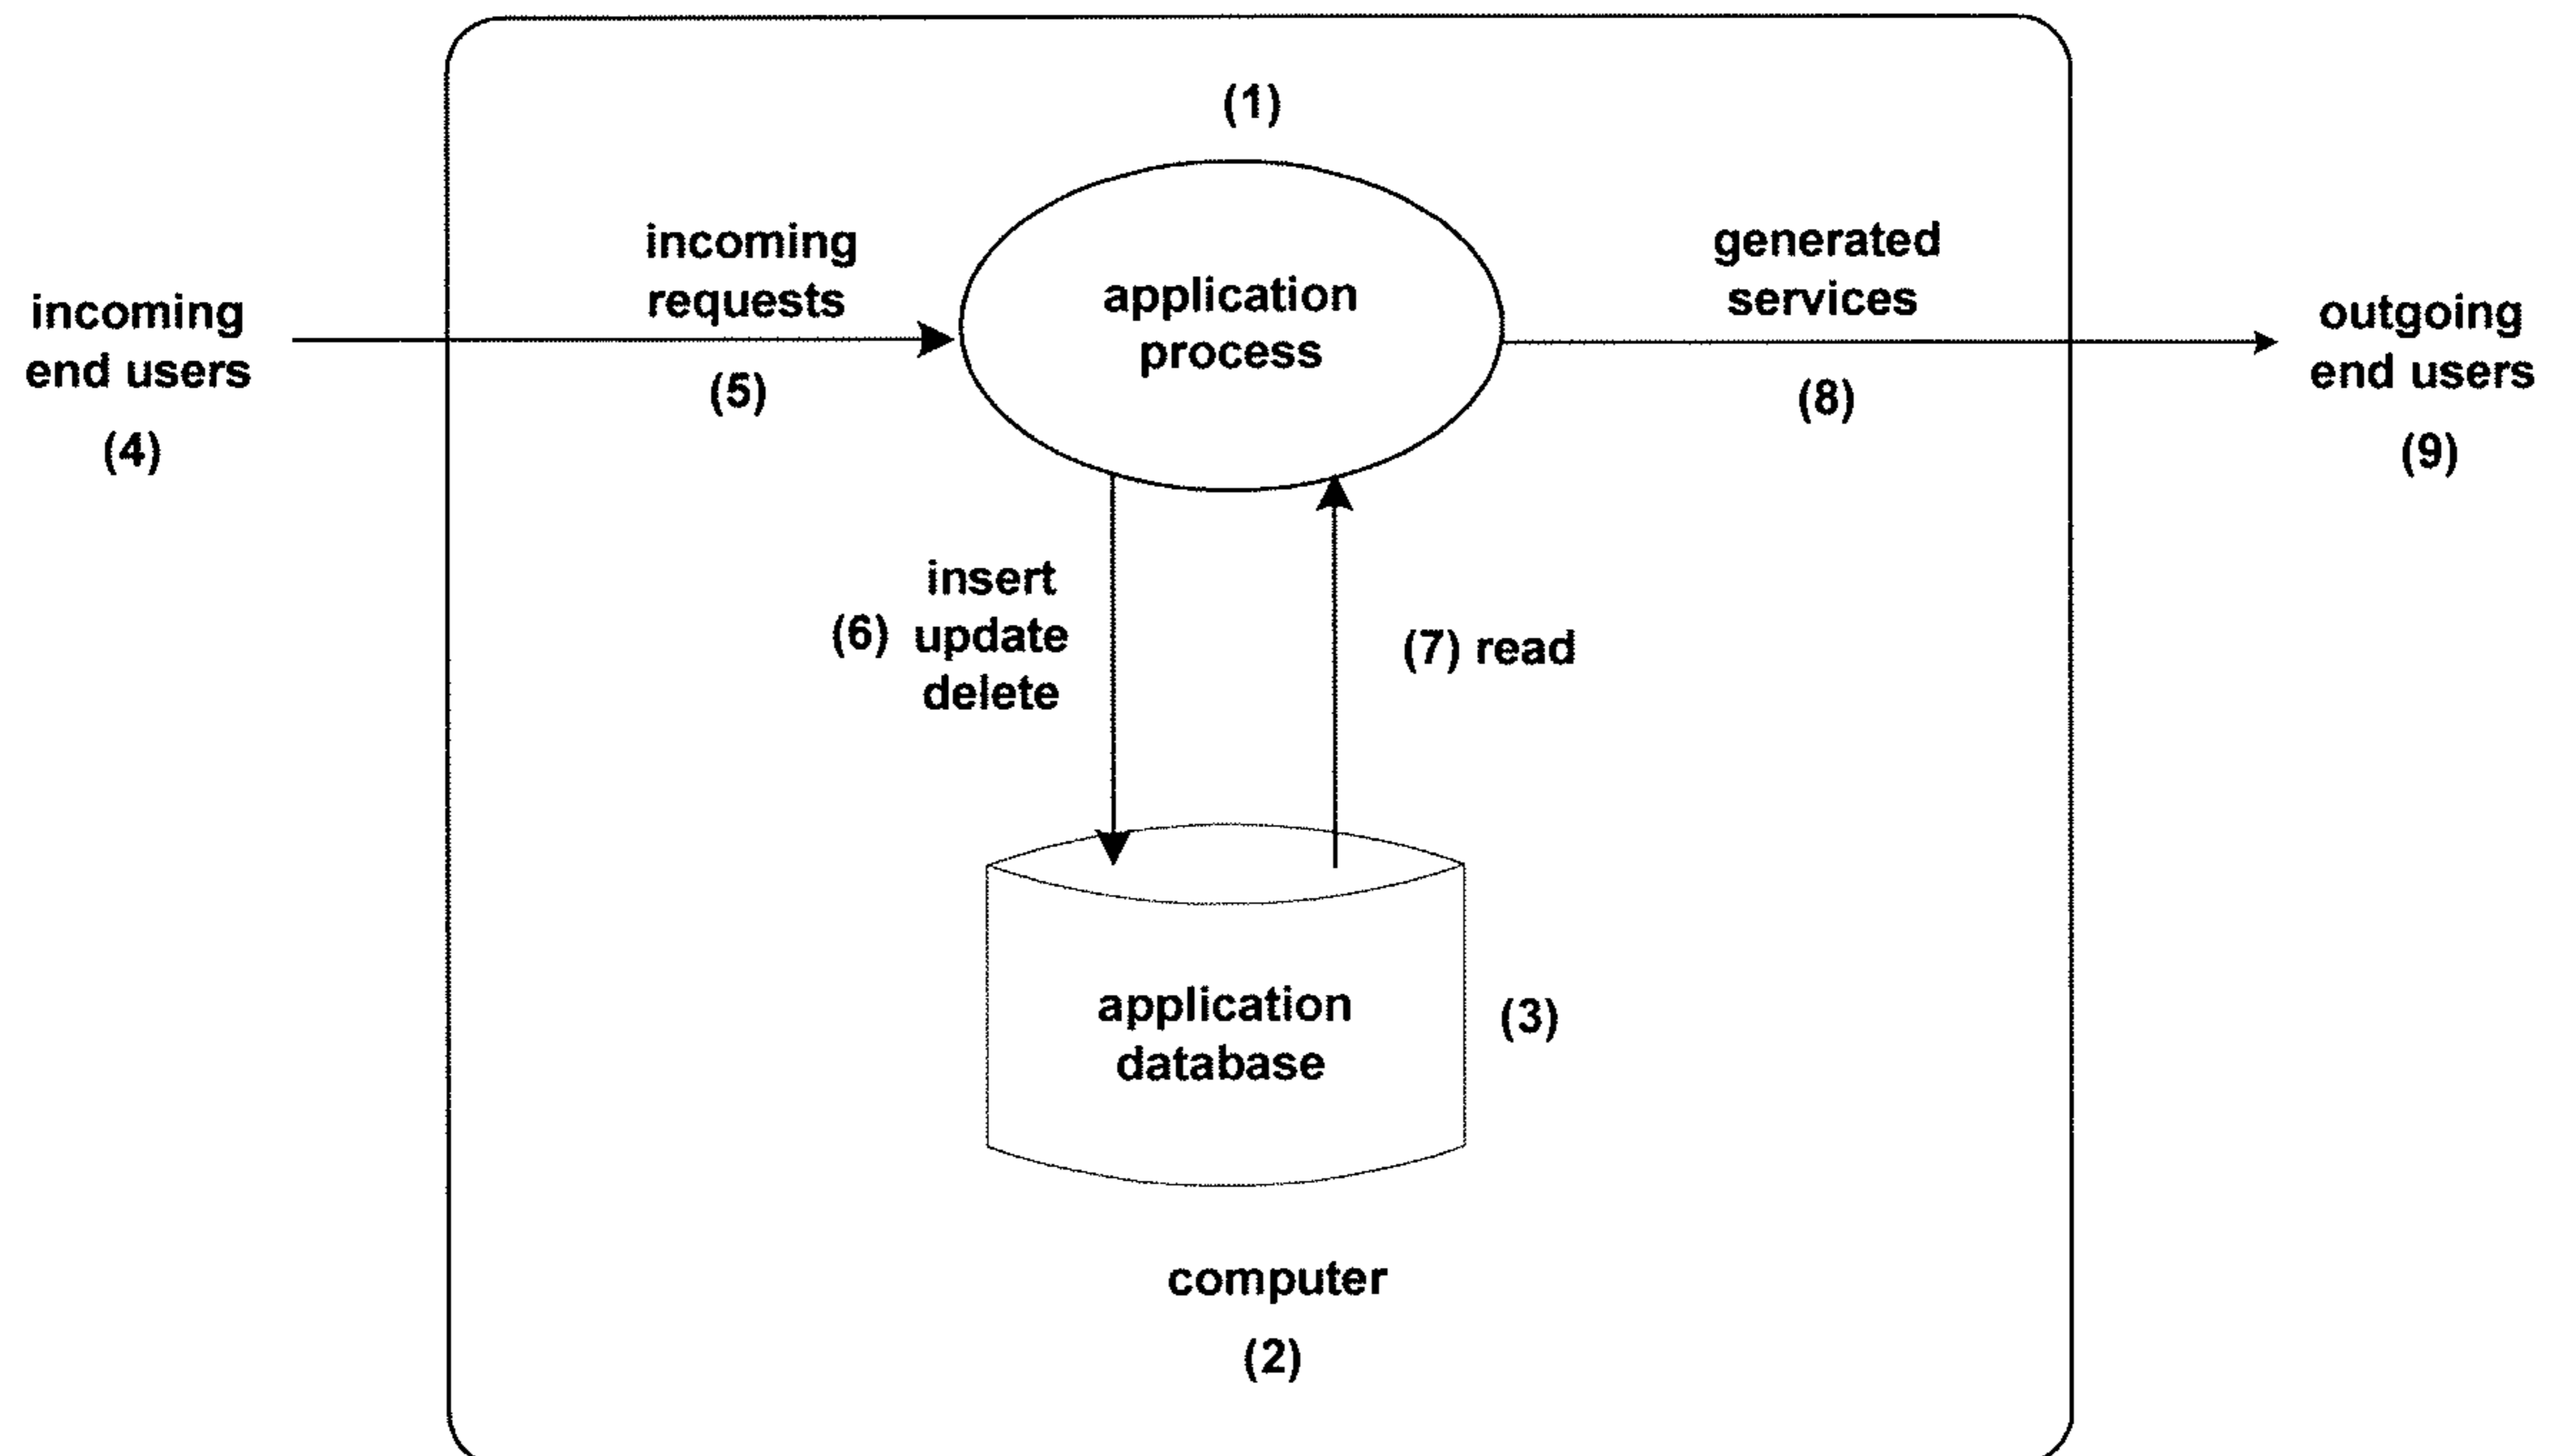 (1)
incoming
requests
(5)
application
process
generated
services
(8)
incoming
end users
(4)
outgoing
end users
(9)
insert
(6) update
delete
(7) read
application
database
(3)
computer
(2)